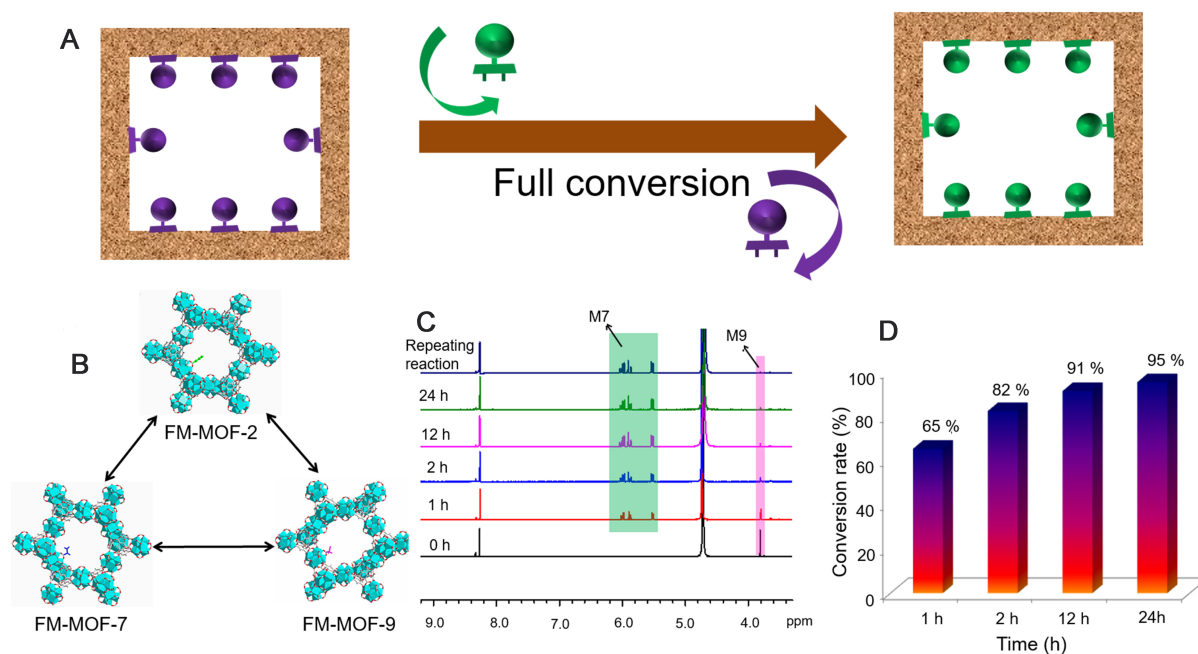 A
Full conversion
B
FM-MOF-2
FM-MOF-7
FM-MOF-9
C
M7
M9
Repeating
reaction
24 h
12 h
2 h
1 h
0 h
9.0 8.0 7.0 6.0 5.0 4.0 ppm
D
Conversion rate (%)
100
80
60
40
20
0
65 %
82 %
91 %
95 %
1 h 2 h 12 h 24h
Time (h)